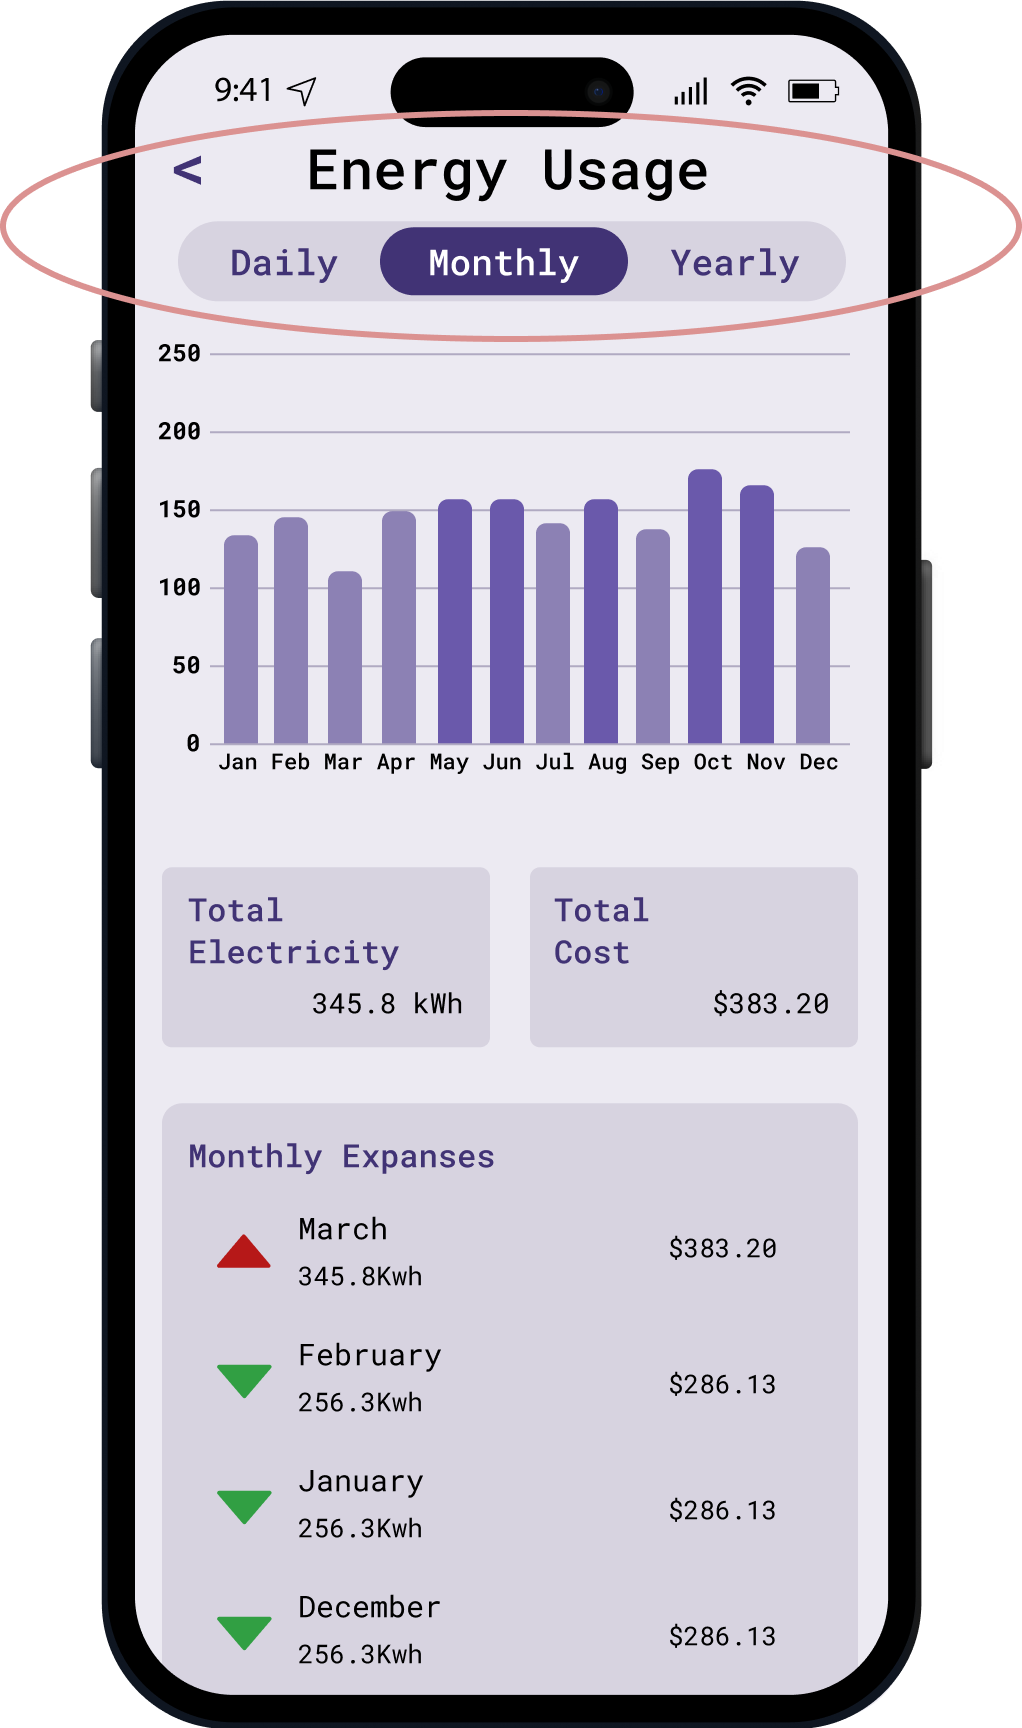 9:41
< Energy Usage
Daily Monthly Yearly
250
200
150
100
50
0
Jan Feb Mar Apr May Jun Jul Aug Sep Oct Nov Dec
Total
Electricity
345.8 kWh
Total
Cost
$383.20
Monthly Expanses
March
345.8Kwh
$383.20
February
256.3Kwh
$286.13
January
256.3Kwh
$286.13
December
256.3Kwh
$286.13